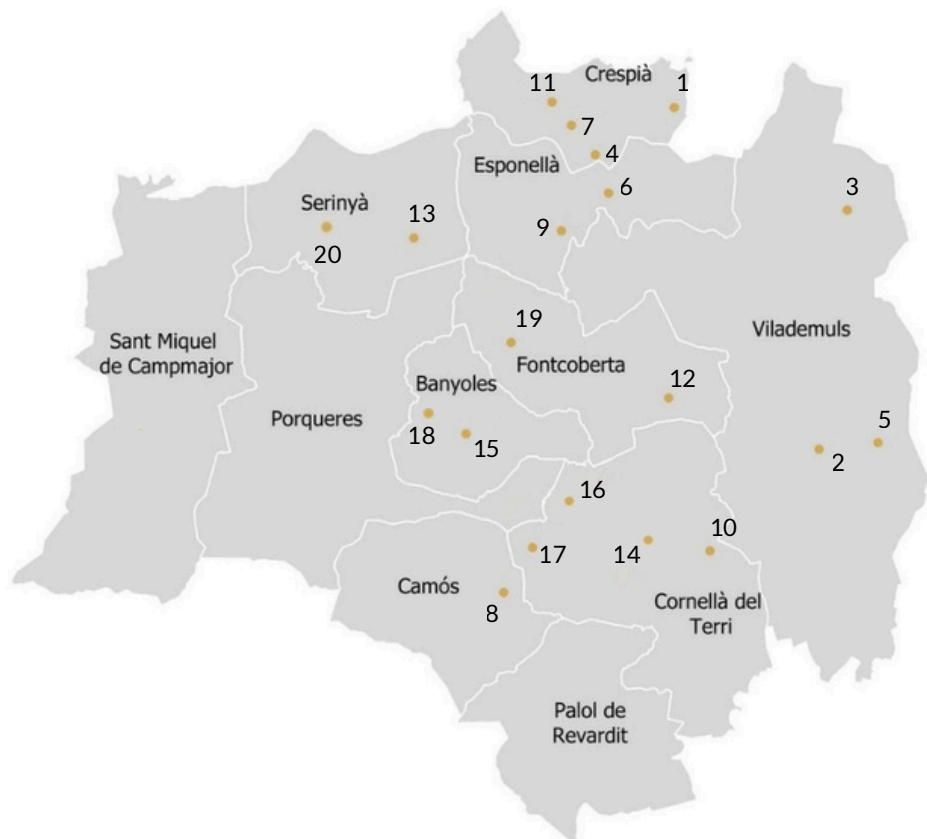 Crespià
11
1
7
4
Esponellà
6
3
Serinyà
13
9
20
19
Vilademuls
Sant Miquel
de Campmajor
Fontcoberta
Banyoles
12
Porqueres
18
15
5
2
16
10
17
14
Camós
8
Cornellà del
Terri
Palol de
Revardit